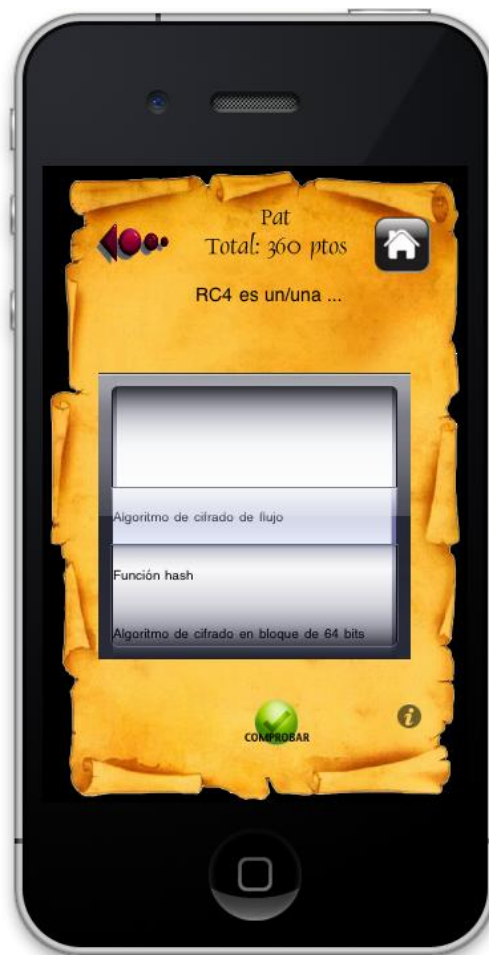 Pat
Total: 360 ptos
RC4 es un/una ...
Algoritmo de cifrado de flujo
Función hash
Algoritmo de cifrado en bloque de 64 bits
COMPROBAR
i